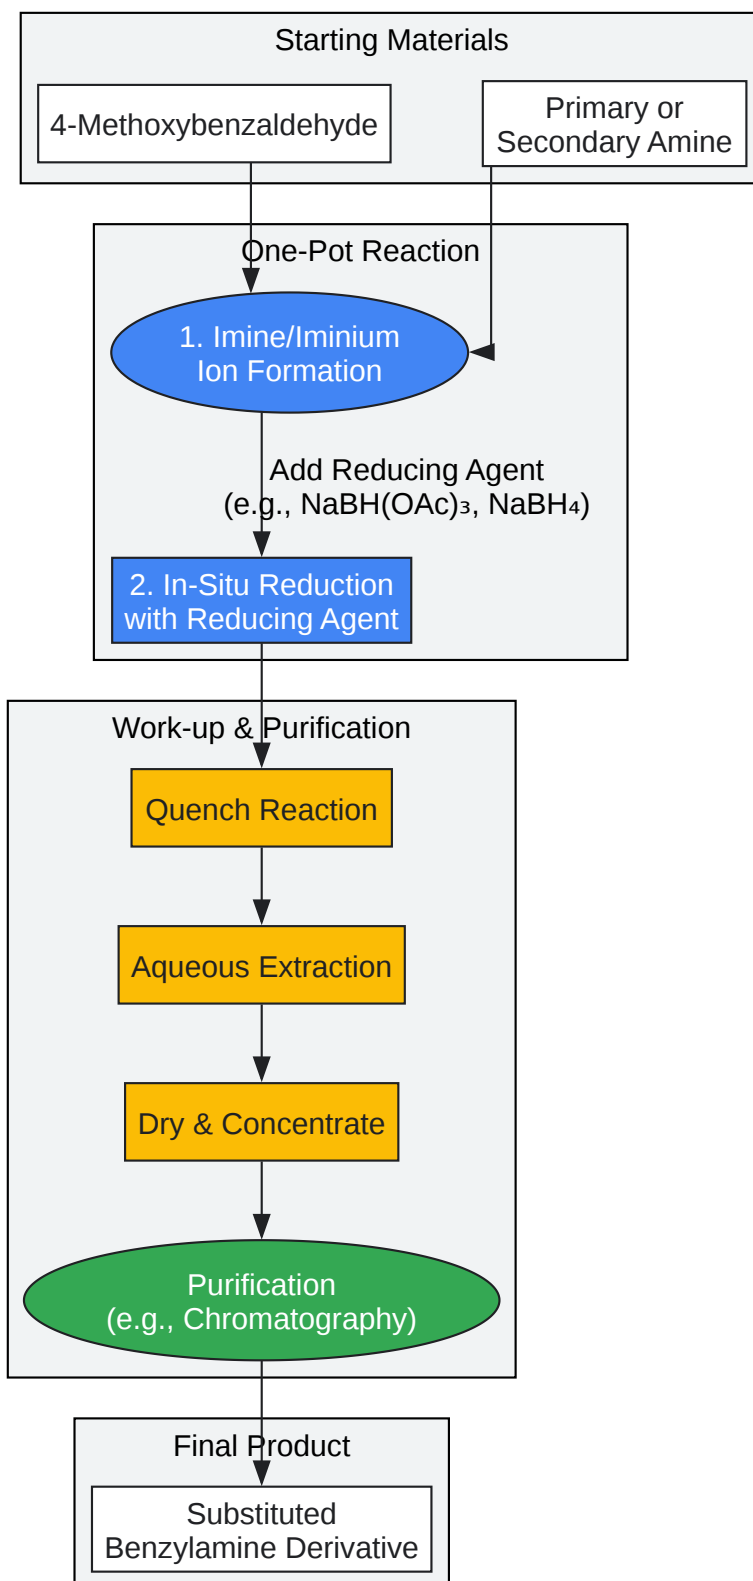 Starting Materials
4-Methoxybenzaldehyde
Primary or
Secondary Amine
One-Pot Reaction
1. Imine/Iminium
Ion Formation
Add Reducing Agent
(e.g., NaBH(OAc)₃, NaBH₄)
2. In-Situ Reduction
with Reducing Agent
Work-up & Purification
Quench Reaction
Aqueous Extraction
Dry & Concentrate
Purification
(e.g., Chromatography)
Final Product
Substituted
Benzylamine Derivative